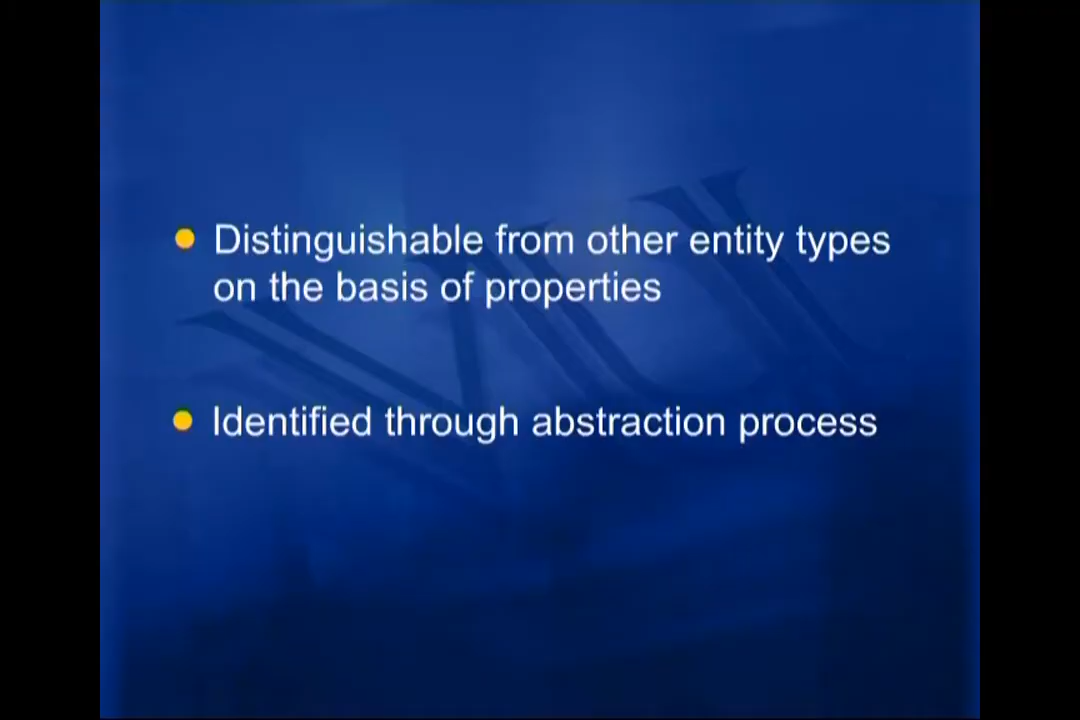 Distinguishable from other entity types
on the basis of properties
Identified through abstraction process